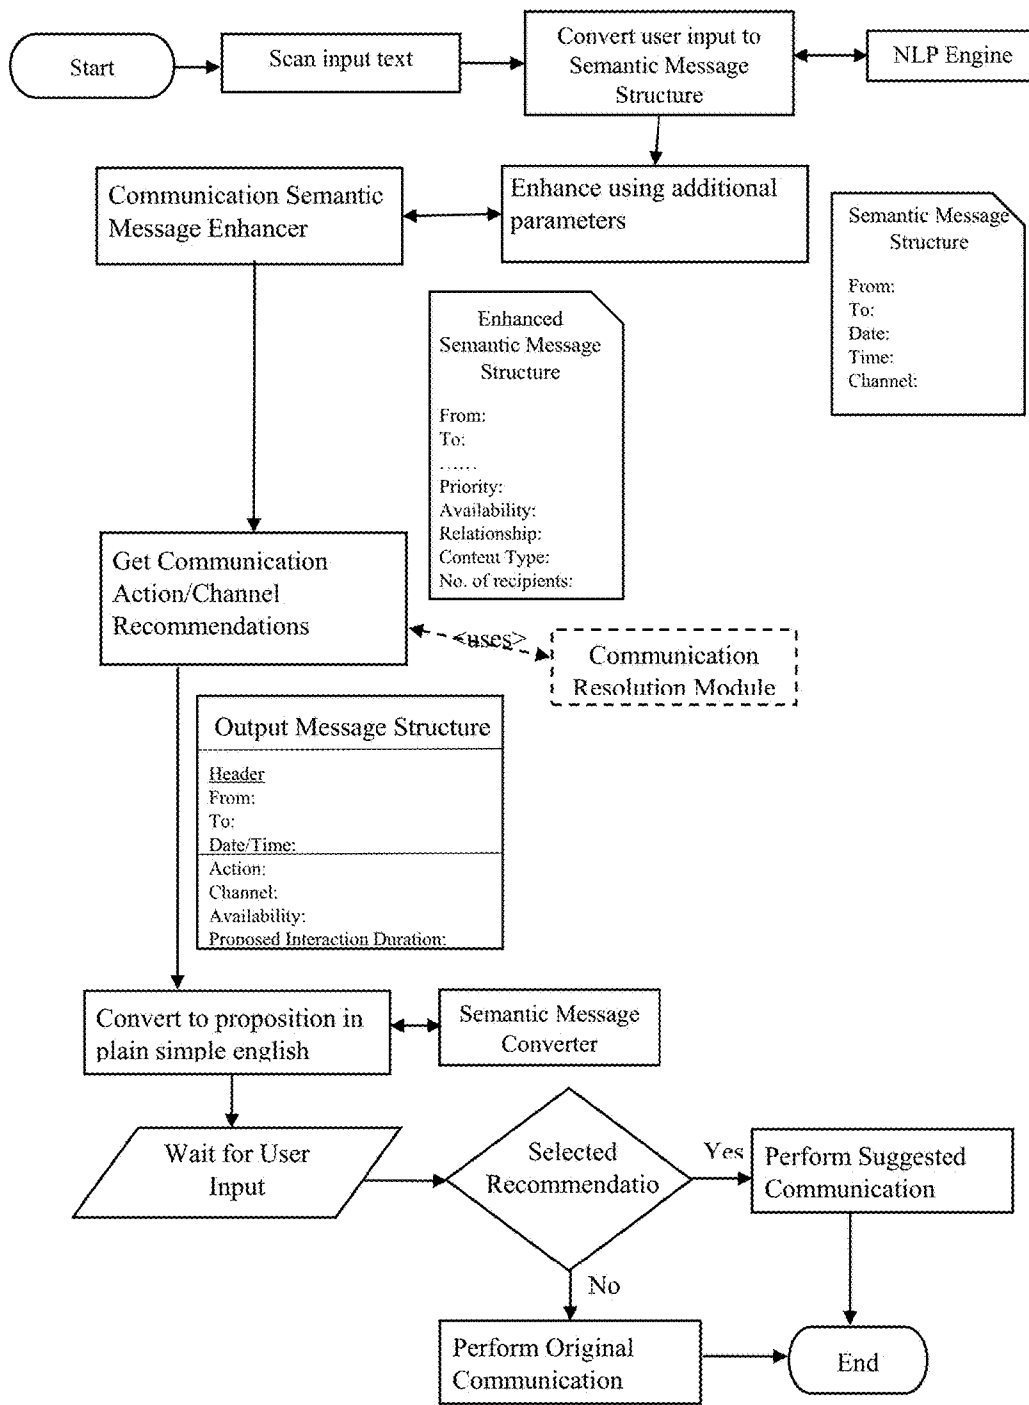 Start
Scan input text
Convert user input to
Semantic Message
Structure
NLP Engine
Communication Semantic
Message Enhancer
Enhance using additional
parameters
Semantic Message
Structure
From:
To:
Date:
Time:
Channel:
Enhanced
Semantic Message
Structure
From:
To:
......
Priority:
Availability:
Relationship:
Content Type:
No. of recipients:
Get Communication
Action/Channel
Recommendations
<uses>
Communication
Resolution Module
Output Message Structure
Header
From:
To:
Date/Time:
Action:
Channel:
Availability:
Proposed Interaction Duration:
Convert to proposition in
plain simple english
Semantic Message
Converter
Wait for User
Input
Selected
Recommendatio
Yes
Perform Suggested
Communication
No
Perform Original
Communication
End